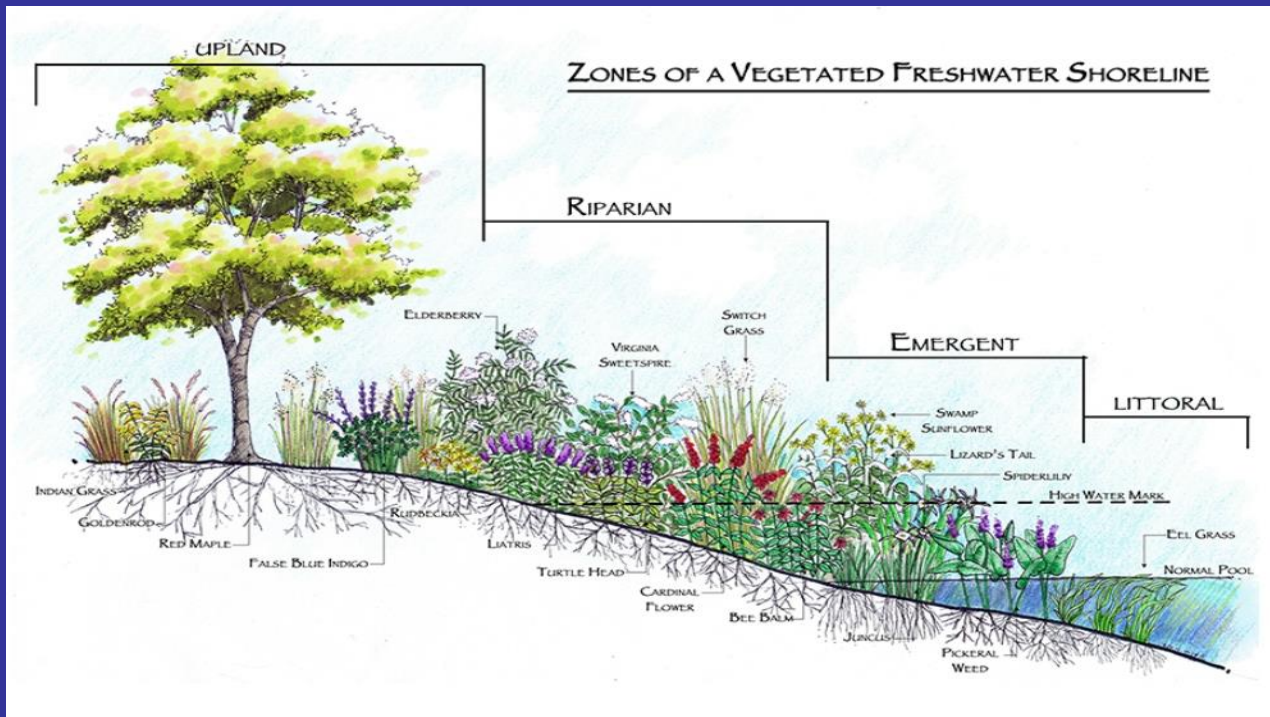 UPLAND
ZONES OF A VEGETATED FRESHWATER SHORELINE
RIPARIAN
ELDERBERRY
SWITCH
GRASS
VIRGINIA
SWEETSPIRE
EMERGENT
LITTORAL
SWAMP
SUNFLOWER
LIZARD'S TAIL
SPIDERLILIY
HIGH WATER MARK
INDIAN GRASS
GOLDENROD
RED MAPLE
FALSE BLUE INDIGO
RUDBECKIA
LIATRIS
TURTLE HEAD
CARDINAL
FLOWER
BEE BALM
JUNCUS
PICKERAL
WEED
EEL GRASS
NORMAL POOL